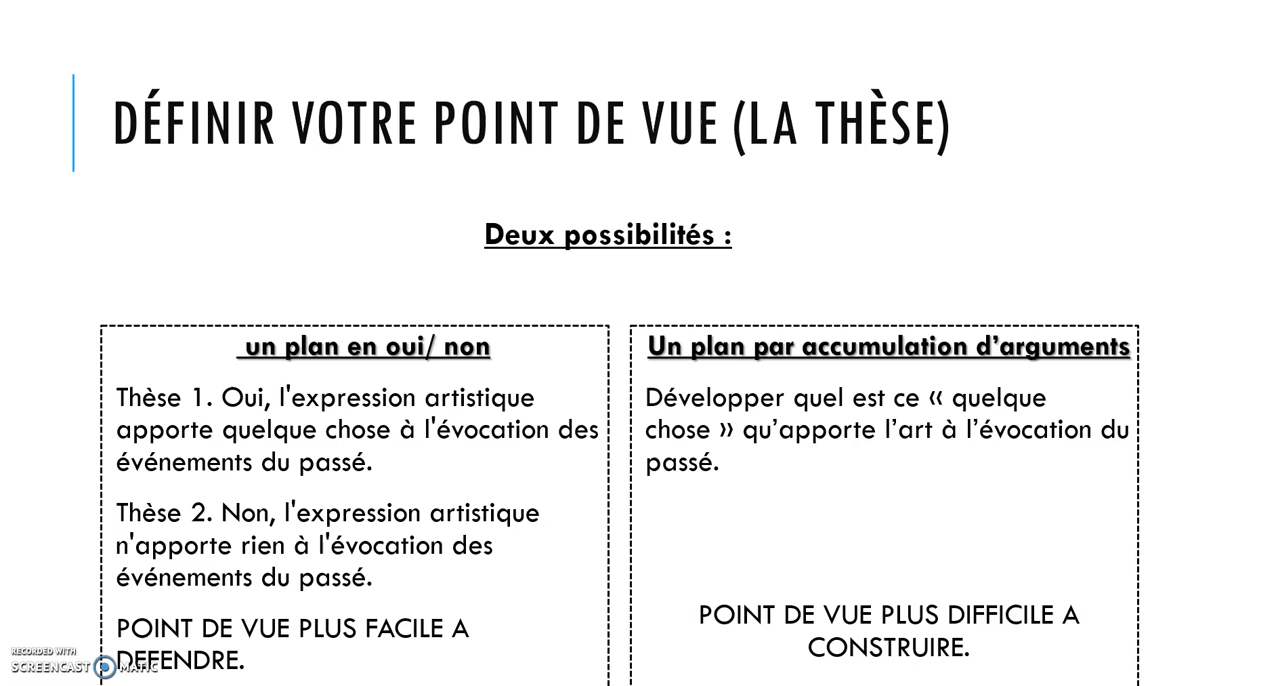 DÉFINIR VOTRE POINT DE VUE (LA THÈSE)
Deux possibilités :
un plan en oui/ non
Thèse 1. Oui, l'expression artistique
apporte quelque chose à l'évocation des
événements du passé.
Thèse 2. Non, l'expression artistique
n'apporte rien à l'évocation des
événements du passé.
POINT DE VUE PLUS FACILE A
DEFENDRE.
Un plan par accumulation d’arguments
Développer quel est ce « quelque
chose » qu’apporte l’art à l’évocation du
passé.
POINT DE VUE PLUS DIFFICILE A
CONSTRUIRE.
RECORDED WITH
SCREENCAST MATIC